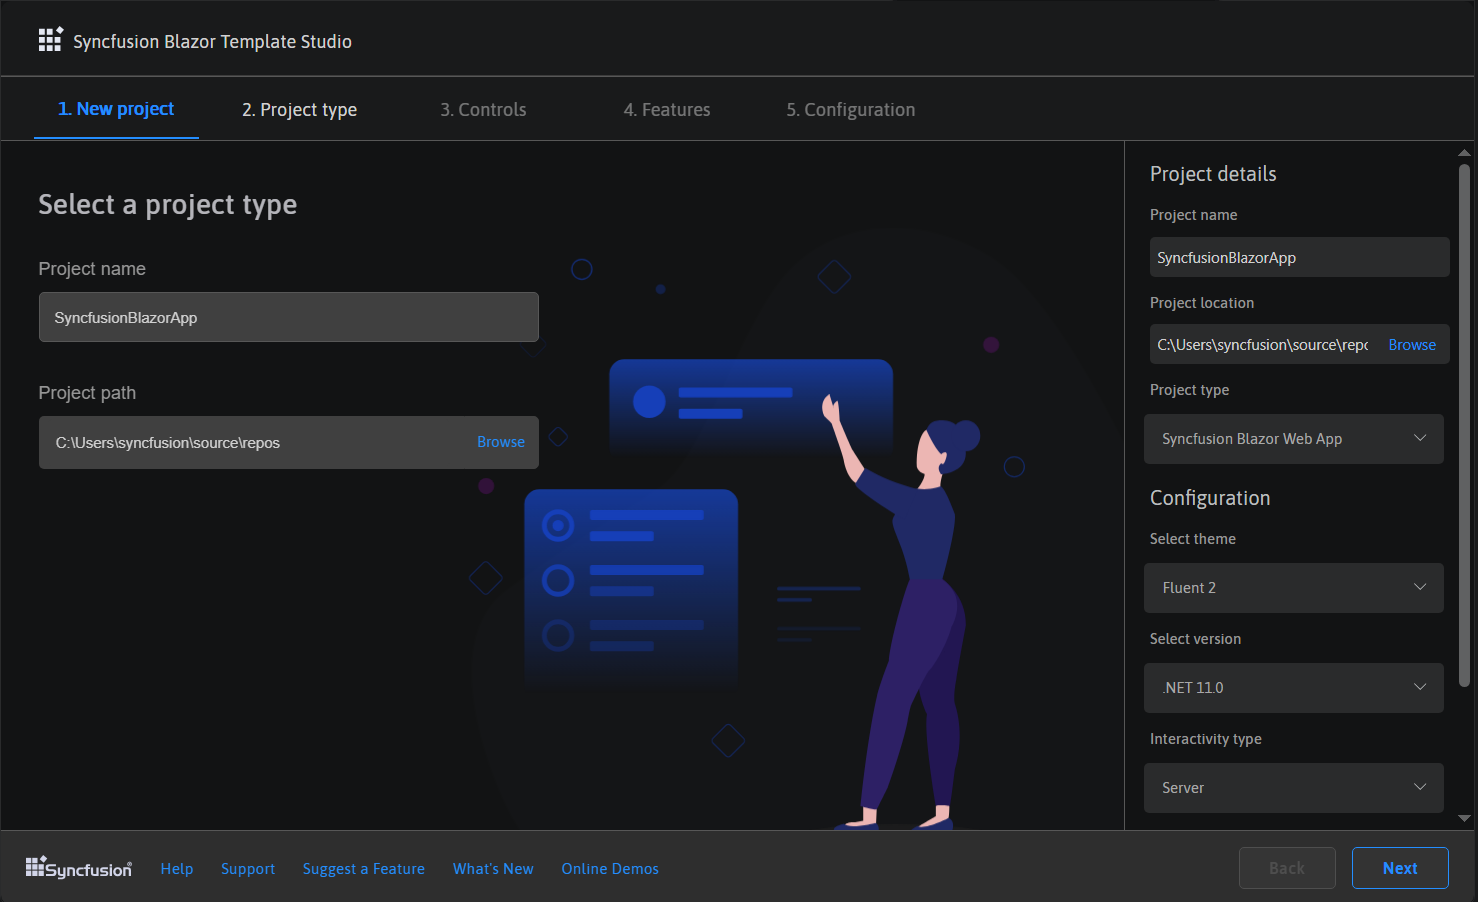 Syncfusion Blazor Template Studio
1. New project
2. Project type
3. Controls
4. Features
5. Configuration
Select a project type
Project name
SyncfusionBlazorApp
Project path
C:\Users\syncfusion\source\repos
Browse
Project details
Project name
SyncfusionBlazorApp
Project location
C:\Users\syncfusion\source\repo
Browse
Project type
Syncfusion Blazor Web App
Configuration
Select theme
Fluent 2
Select version
.NET 11.0
Interactivity type
Server
Syncfusion®
Help
Support
Suggest a Feature
What's New
Online Demos
Back
Next